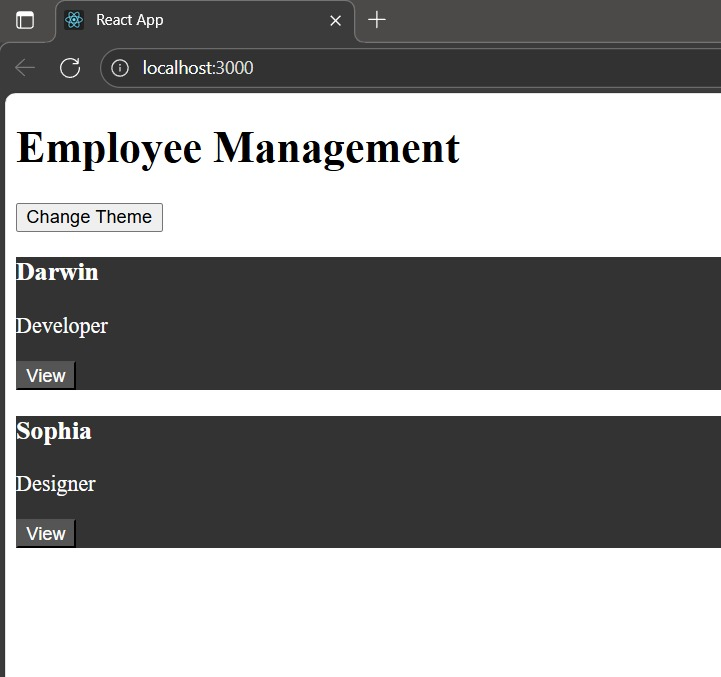 React App
localhost:3000
Employee Management
Change Theme
Darwin
Developer
View
Sophia
Designer
View